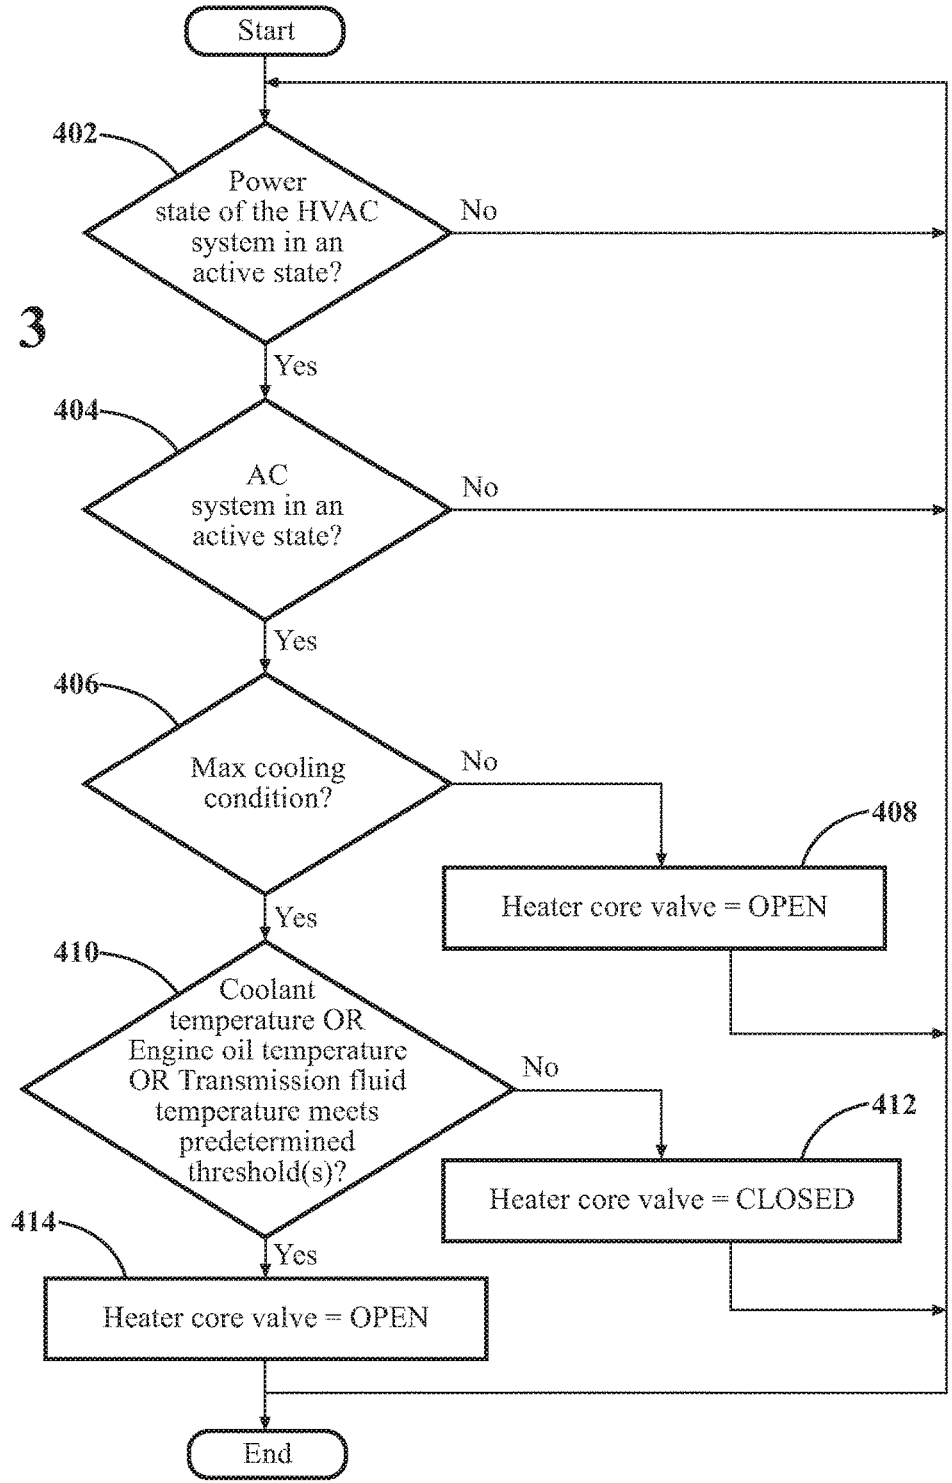 Start
402
Power
state of the HVAC
system in an
active state?
No
3
Yes
404
AC
system in an
active state?
No
Yes
406
Max cooling
condition?
No
408
Heater core valve = OPEN
Yes
410
Coolant
temperature OR
Engine oil temperature
OR Transmission fluid
temperature meets
predetermined
threshold(s)?
No
412
Heater core valve = CLOSED
414
Yes
Heater core valve = OPEN
End